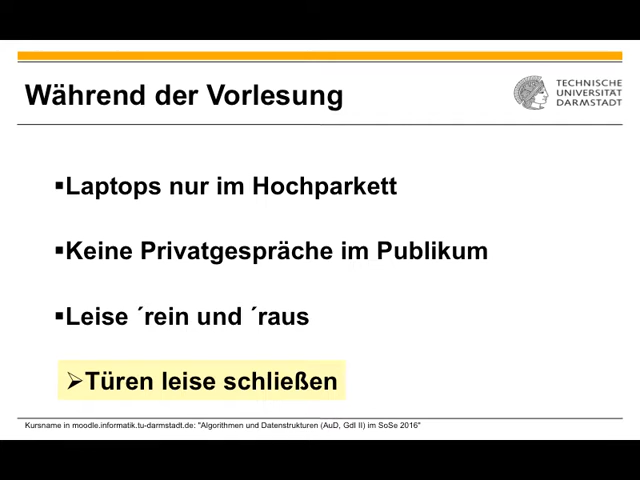 Während der Vorlesung
TECHNISCHE
UNIVERSITÄT
DARMSTADT
▪Laptops nur im Hochparkett
▪Keine Privatgespräche im Publikum
▪Leise ´rein und ´raus
➢Türen leise schließen
Kursname in moodle.informatik.tu-darmstadt.de: "Algorithmen und Datenstrukturen (AuD, GdI II) im SoSe 2016"